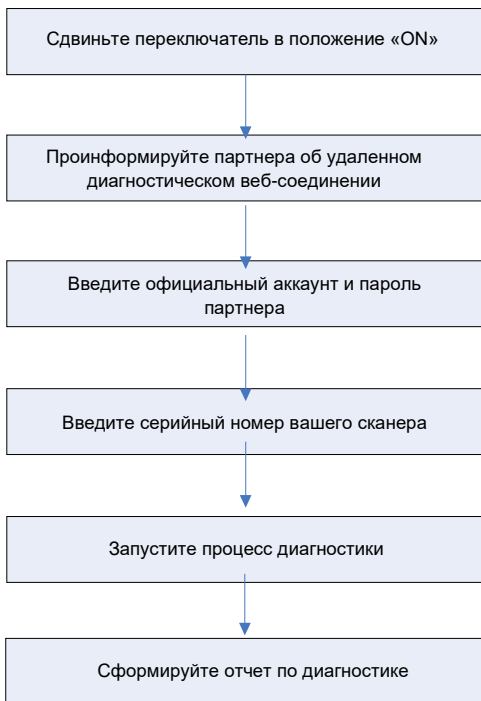 Сдвиньте переключатель в положение «ON»
Проинформируйте партнера об удаленном
диагностическом веб-соединении
Введите официальный аккаунт и пароль
партнера
Введите серийный номер вашего сканера
Запустите процесс диагностики
Сформируйте отчет по диагностике